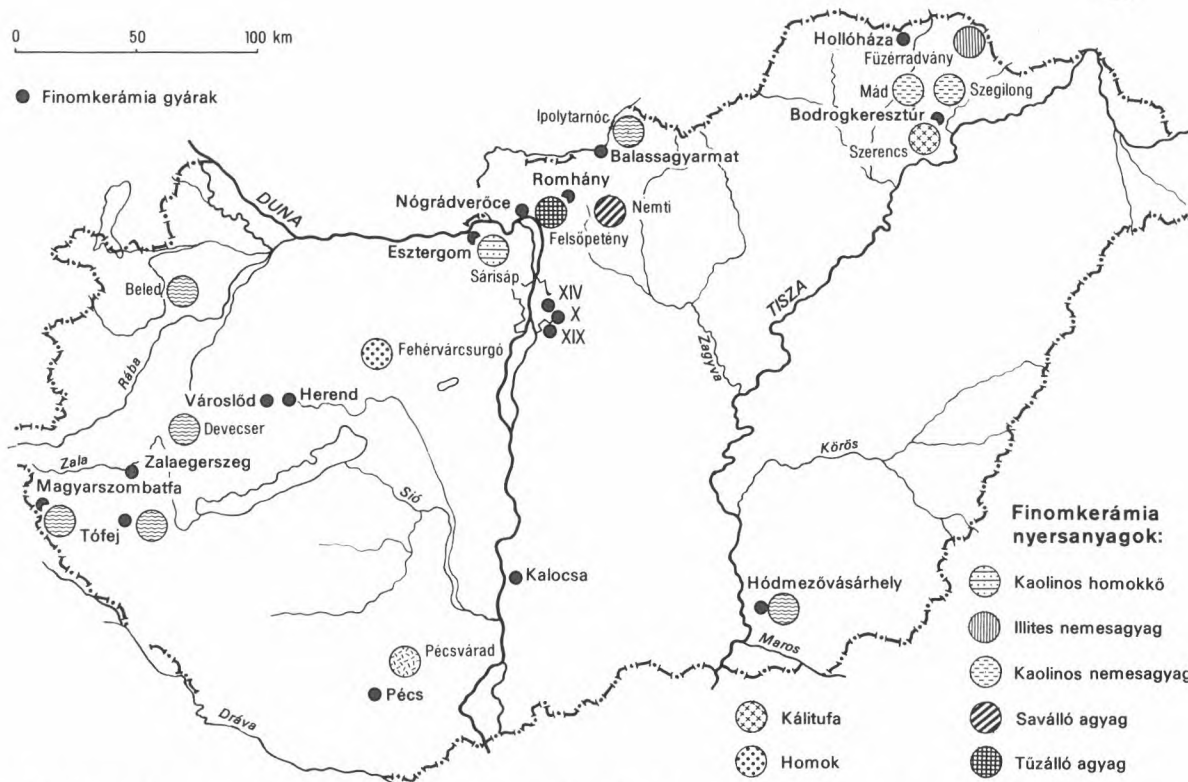 0 50 100 km
Finomkerámia gyárak
Hollóháza
Füzérradvány
Mád
Szegilong
Bodrogkeresztúr
Szerencs
Ipolytarnóc
Balassagyarmat
Romhány
Nógrádverőce
Nemti
Felsőpetény
DUNA
Esztergom
Sárisáp
Beled
XIV
X
XIX
TISZA
Zagyva
Rába
Fehérvárcsurgó
Városlőd
Herend
Devecser
Zala
Zalaegerszeg
Magyarszombatfa
Tófej
Sió
Körös
Kalocsa
Hódmezővásárhely
Maros
Pécsvárad
Pécs
Dráva
Finomkerámia
nyersanyagok:
Kaolinos homokkő
Illites nemesagyag
Kaolinos nemesagyag
Kálitufa
Saválló agyag
Homok
Tűzálló agyag